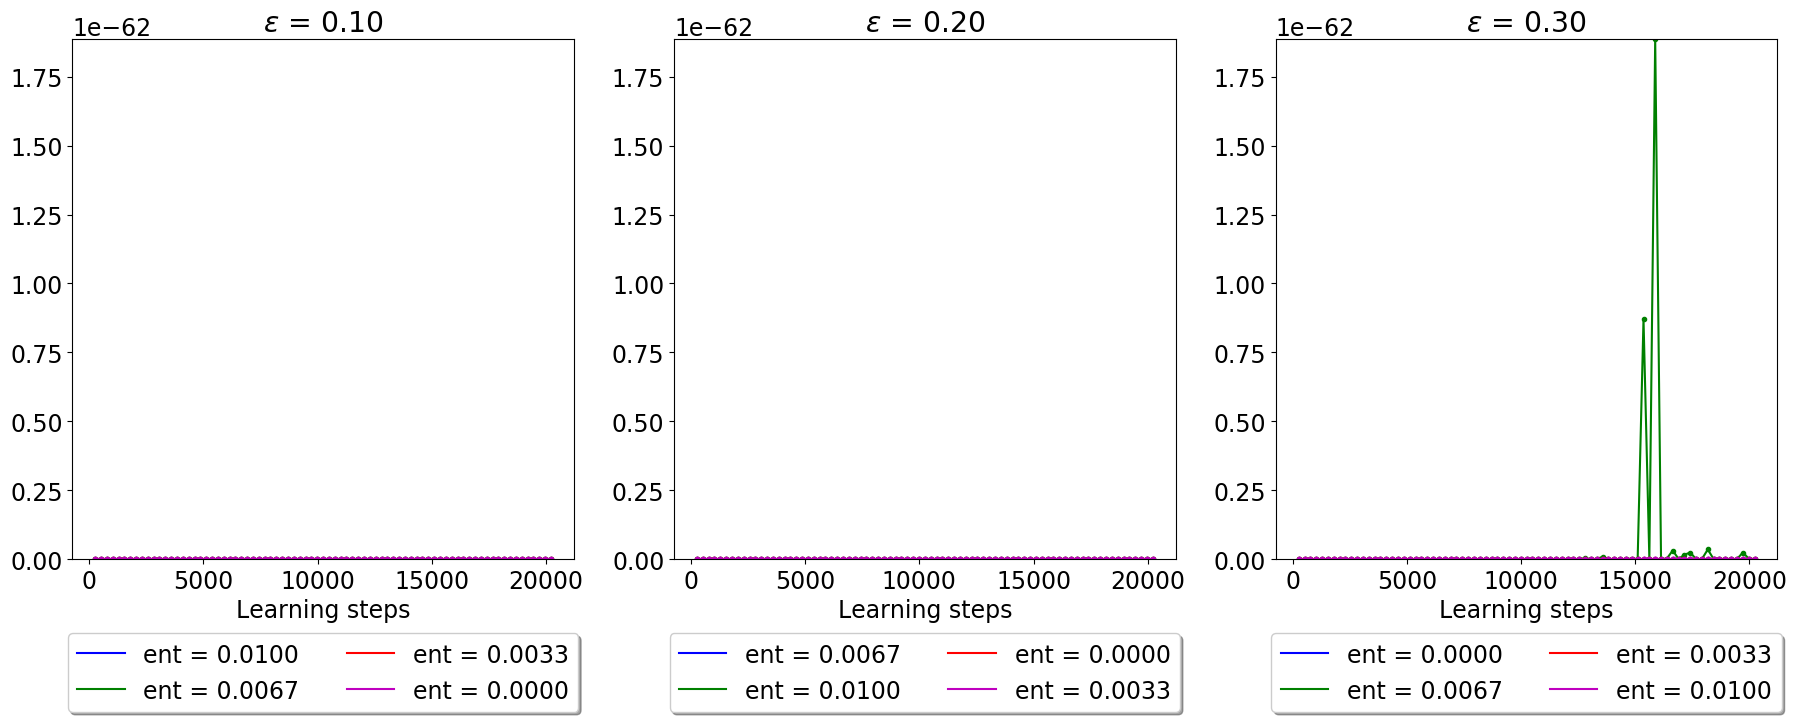 1e−62
ε = 0.10
1.75
1.50
1.25
1.00
0.75
0.50
0.25
0.00
0 5000 10000 15000 20000
Learning steps
ent = 0.0100 ent = 0.0033
ent = 0.0067 ent = 0.0000
1e−62
ε = 0.20
1.75
1.50
1.25
1.00
0.75
0.50
0.25
0.00
0 5000 10000 15000 20000
Learning steps
ent = 0.0067 ent = 0.0000
ent = 0.0100 ent = 0.0033
1e−62
ε = 0.30
1.75
1.50
1.25
1.00
0.75
0.50
0.25
0.00
0 5000 10000 15000 20000
Learning steps
ent = 0.0000 ent = 0.0033
ent = 0.0067 ent = 0.0100